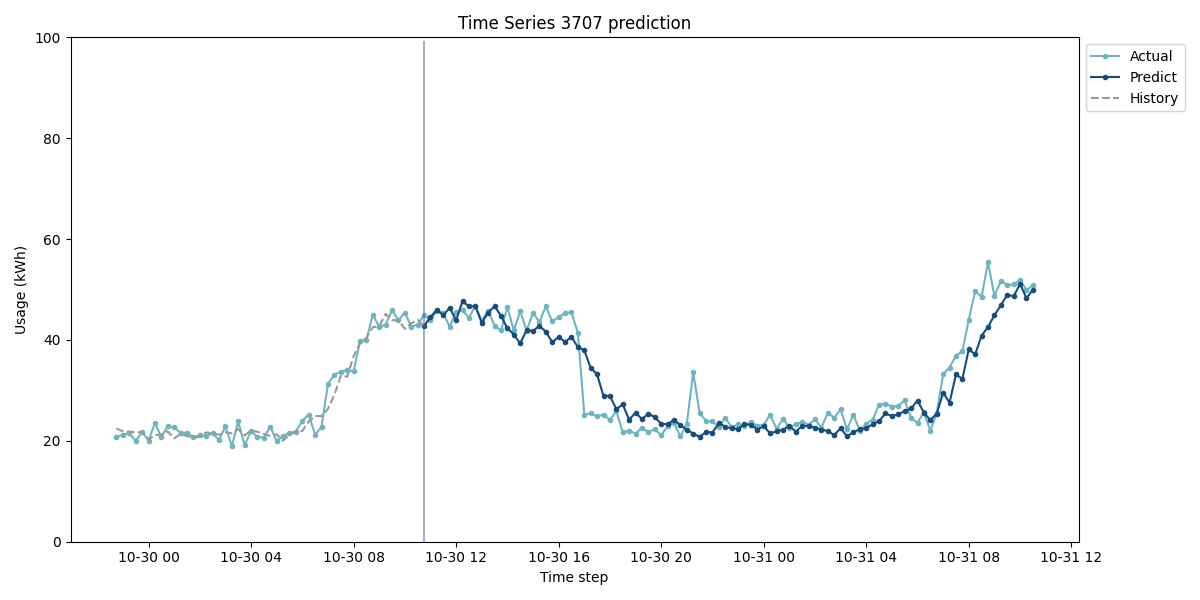 Time Series 3707 prediction
Actual
Predict
History
Usage (kWh)
100
80
60
40
20
0
10-30 00
10-30 04
10-30 08
10-30 12
10-30 16
10-30 20
10-31 00
10-31 04
10-31 08
10-31 12
Time step